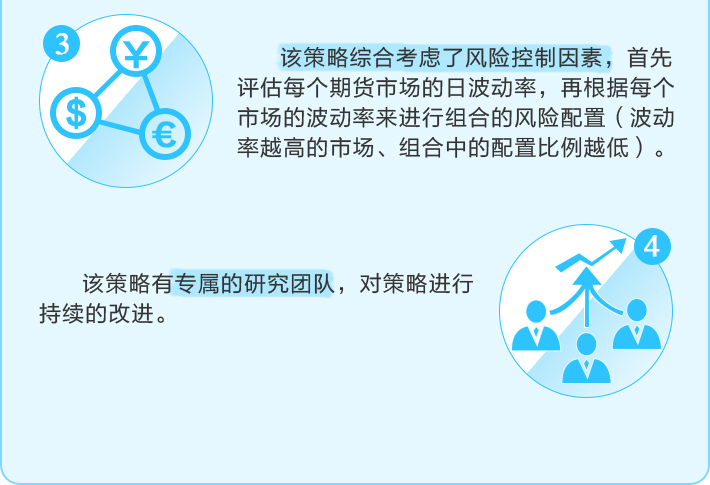 3
¥
$
€
该策略综合考虑了风险控制因素，首先
评估每个期货市场的日波动率，再根据每个
市场的波动率来进行组合的风险配置（波动
率越高的市场、组合中的配置比例越低）。
4
该策略有专属的研究团队，对策略进行
持续的改进。